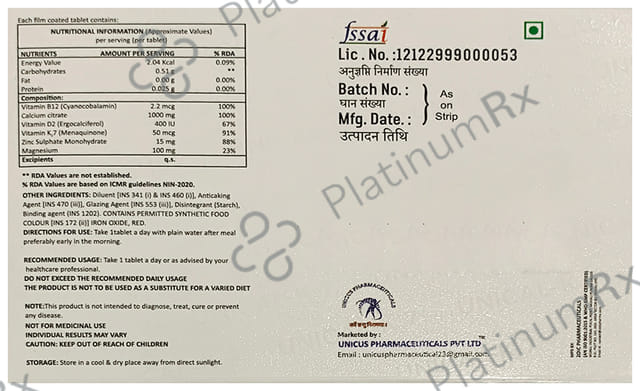 Each film coated tablet contains:
NUTRITIONAL INFORMATION (Approximate Values)
per serving (per tablets)
NUTRIENTS AMOUNT PER SERVING % RDA
Energy Value 2.04 Kcal 0.09%
Carbohydrates 0.51 g **
Fat 0.00 g 0.00%
Protein 0.025 g 0.00%
Composition:
Vitamin B12 (Cyanocobalamin) 2.2 mcg 100%
Calcium citrate 1000 mg 100%
Vitamin D2 (Ergocalciferol) 400 IU 67%
Vitamin K27 (Menaquinone) 50 mcg 91%
Zinc Sulphate Monohydrate 15 mg 88%
Magnesium 100 mg 23%
Excipients q.s.
** RDA Values are not established.
% RDA Values are based on ICMR guidelines NIN-2020.
OTHER INGREDIENTS: Diluent [INS 341 (i) & INS 460 (i)], Anticaking
Agent [INS 470 (iii)], Glazing Agent [INS 553 (iii)], Disintegrant (Starch),
Binding agent (INS 1202). CONTAINS PERMITTED SYNTHETIC FOOD
COLOUR [INS 172 (ii)] IRON OXIDE, RED.
DIRECTIONS FOR USE: Take 1tablet a day with plain water after meal
preferably early in the morning.
RECOMMENDED USAGE: Take 1 tablet a day or as advised by your
healthcare professional.
DO NOT EXCEED THE RECOMMENDED DAILY USAGE
THE PRODUCT IS NOT TO BE USED AS A SUBSTITUTE FOR A VARIED DIET
NOTE:This product is not intended to diagnose, treat, cure or prevent
any disease.
NOT FOR MEDICINAL USE
INDIVIDUAL RESULTS MAY VARY
CAUTION: KEEP OUT OF REACH OF CHILDREN
STORAGE: Store in a cool & dry place away from direct sunlight.
fssai
Lic. No.:12122999000053
अनुज्ञप्ति निर्माण संख्या
Batch No. :
घान संख्या
Mfg. Date. :
उत्पादन तिथि
As
on
Strip
UNICUS PHARMACEUTICALS
Marketed by :
UNICUS PHARMACEUTICALS PVT LTD
Email : unicuspharmaceutical23@gmail.com
MFG BY
ZOIC PHARMACEUTICALS
PlatinumRx
PlatinumRx
PlatinumRx